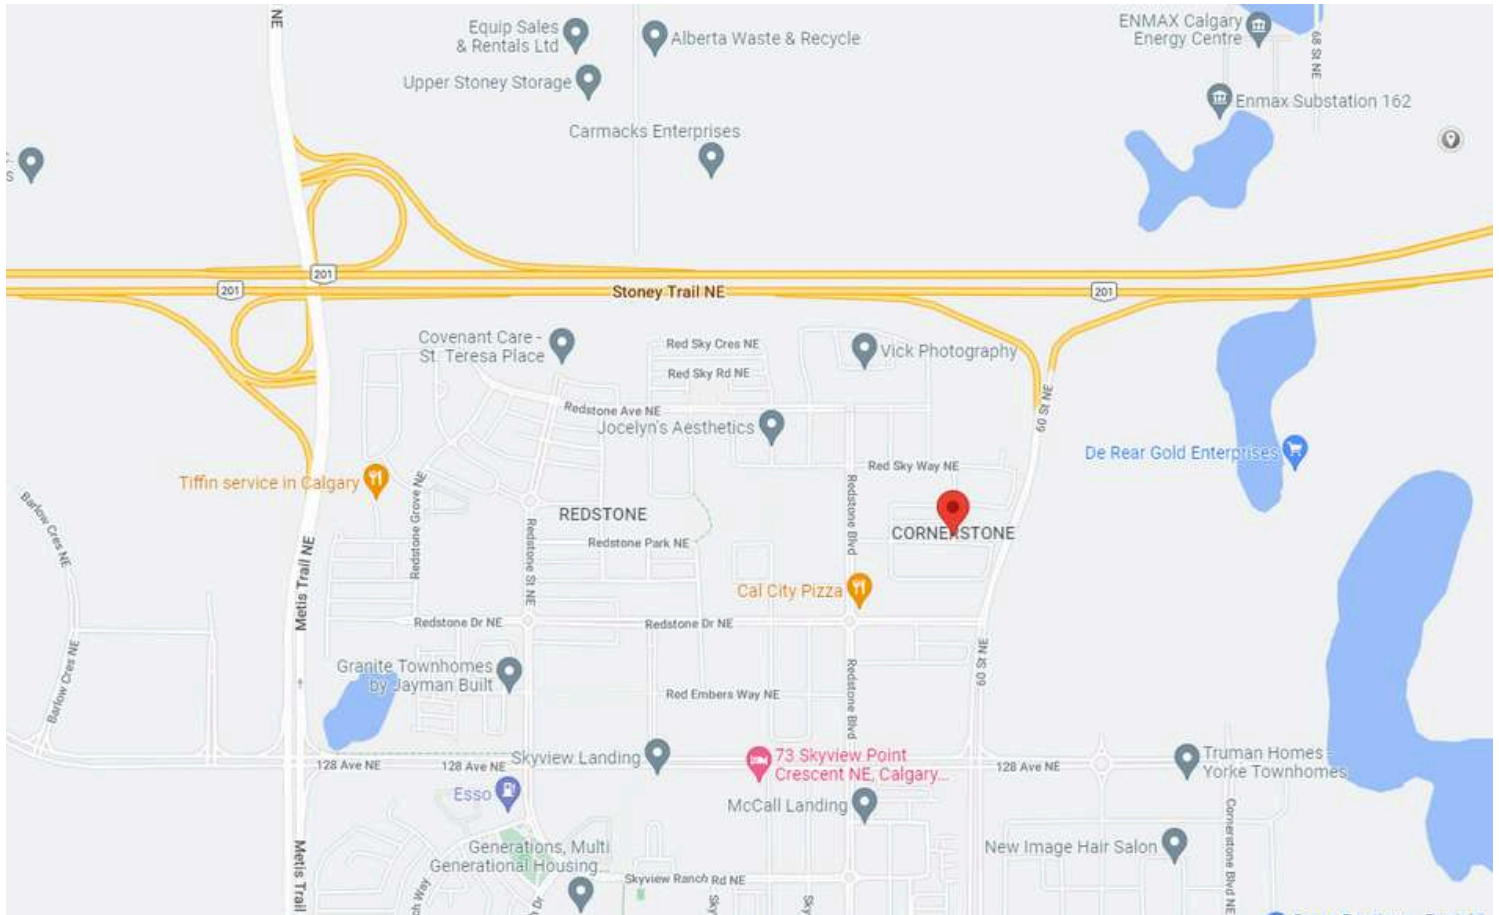 NE
Equip Sales
& Rentals Ltd
Alberta Waste & Recycle
ENMAX Calgary
Energy Centre
68 St NE
Upper Stoney Storage
Enmax Substation 162
Carmacks Enterprises
s
201
201
Stoney Trail NE
201
Covenant Care -
St. Teresa Place
Red Sky Cres NE
Vick Photography
Red Sky Rd NE
60 St NE
Redstone Ave NE
Jocelyn's Aesthetics
De Rear Gold Enterprises
Red Sky Way NE
Tiffin service in Calgary
Barlow Cres NE
Redstone Grove NE
REDSTONE
Redstone Blvd
CORNERSTONE
Redstone Park NE
Redstone St NE
Metis Trail NE
Cal City Pizza
Redstone Dr NE
Redstone Dr NE
60 St NE
Granite Townhomes
by Jayman Built
Barlow Cres NE
Red Embers Way NE
Redstone Blvd
128 Ave NE
128 Ave NE
Skyview Landing
73 Skyview Point
Crescent NE, Calgary...
128 Ave NE
Truman Homes -
Yorke Townhomes
Esso
McCall Landing
Cornerstone Blvd NE
Metis Trail
Generations, Multi
Generational Housing...
New Image Hair Salon
Skyview Ranch Rd NE
ch Way
h Dr
Sky
Sky